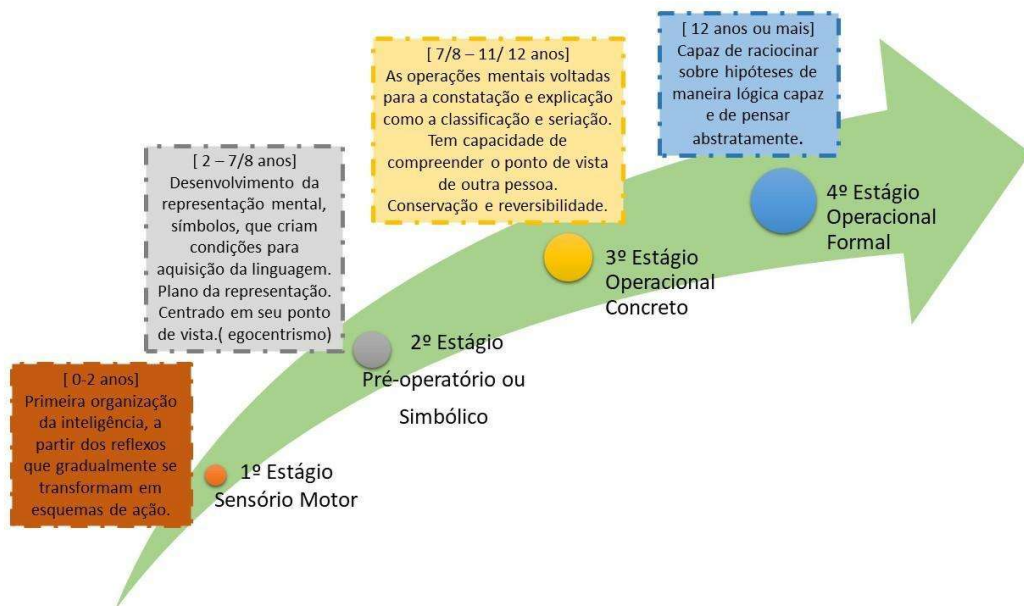 [ 0-2 anos]
Primeira organização
da inteligência, a
partir dos reflexos
que gradualmente se
transformam em
esquemas de ação.
1º Estágio
Sensório Motor
[ 2 – 7/8 anos]
Desenvolvimento da
representação mental,
símbolos, que criam
condições para
aquisição da linguagem.
Plano da representação.
Centrado em seu ponto
de vista.( egocentrismo)
2º Estágio
Pré-operatório ou
Simbólico
[ 7/8 – 11/ 12 anos]
As operações mentais voltadas
para a constatação e explicação
como a classificação e seriação.
Tem capacidade de
compreender o ponto de vista
de outra pessoa.
Conservação e reversibilidade.
3º Estágio
Operacional
Concreto
[ 12 anos ou mais]
Capaz de raciocinar
sobre hipóteses de
maneira lógica capaz
e de pensar
abstratamente.
4º Estágio
Operacional
Formal